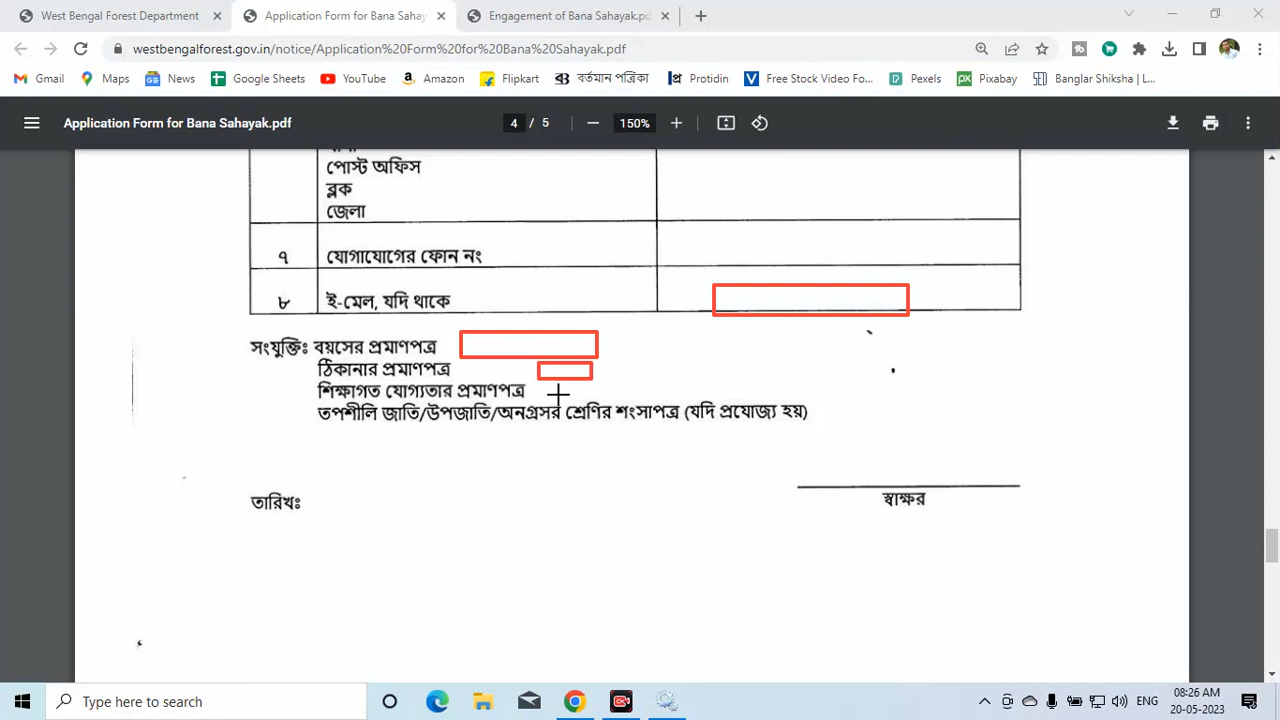 West Bengal Forest Department
Application Form for Bana Sahay
Engagement of Bana Sahayak.pd
westbengalforest.gov.in/notice/Application%20Form%20for%20Bana%20Sahayak.pdf
150%
Gmail
Maps
News
Google Sheets
YouTube
Amazon
Flipkart
বর্তমান পত্রিকা
Protidin
Free Stock Video Fo...
Pexels
px
Pixabay
Banglar Shiksha | L...
Application Form for Bana Sahayak.pdf
4 / 5
150%
পোস্ট অফিস
ব্লক
জেলা
৭ যোগাযোগের ফোন নং
৮ ই-মেল, যদি থাকে
সংযুক্তিঃ বয়সের প্রমাণপত্র
ঠিকানার প্রমাণপত্র
শিক্ষাগত যোগ্যতার প্রমাণপত্র
তপশীলি জাতি/উপজাতি/অনগ্রসর শ্রেণির শংসাপত্র (যদি প্রযোজ্য হয়)
তারিখঃ
স্বাক্ষর
Type here to search
ENG
08:26 AM
20-05-2023